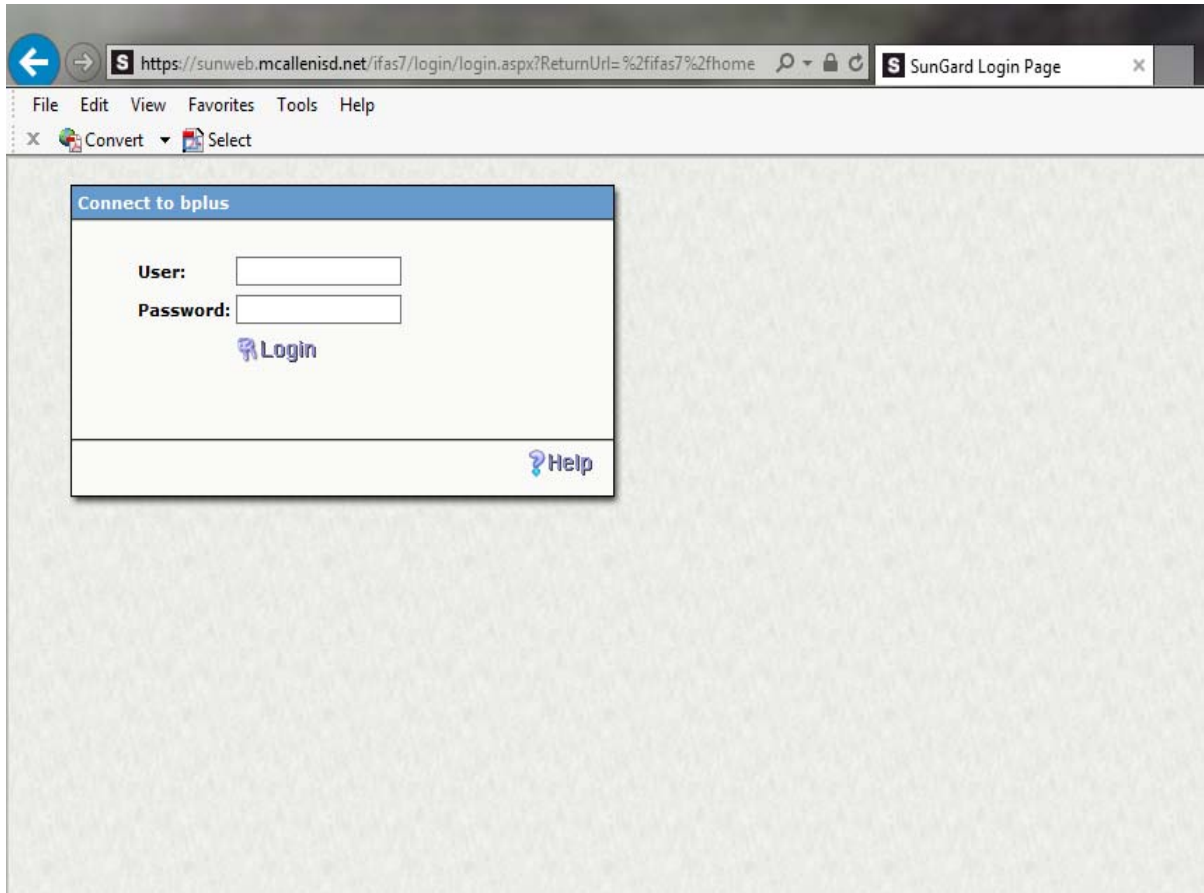 S https://sunweb.mcallenisd.net/ifas7/login/login.aspx?ReturnUrl=%2fifas7%2fhome S SunGard Login Page
File Edit View Favorites Tools Help
X Convert Select
Connect to bplus
User:
Password:
Login
?Help